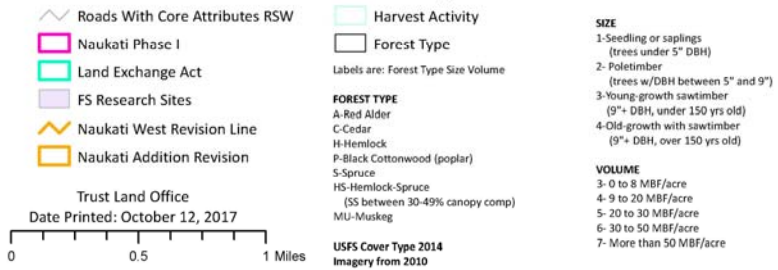 Roads With Core Attributes RSW
Naukati Phase I
Land Exchange Act
FS Research Sites
Naukati West Revision Line
Naukati Addition Revision
Trust Land Office
Date Printed: October 12, 2017
0 0.5 1 Miles
Harvest Activity
Forest Type
Labels are: Forest Type Size Volume
FOREST TYPE
A-Red Alder
C-Cedar
H-Hemlock
P-Black Cottonwood (poplar)
S-Spruce
HS-Hemlock-Spruce
(SS between 30-49% canopy comp)
MU-Muskeg
USFS Cover Type 2014
Imagery from 2010
SIZE
1-Seedling or saplings
(trees under 5" DBH)
2- Poletimber
(trees w/DBH between 5" and 9")
3-Young-growth sawtimber
(9"+ DBH, under 150 yrs old)
4-Old-growth with sawtimber
(9"+ DBH, over 150 yrs old)
VOLUME
3- 0 to 8 MBF/acre
4- 9 to 20 MBF/acre
5- 20 to 30 MBF/acre
6- 30 to 50 MBF/acre
7- More than 50 MBF/acre